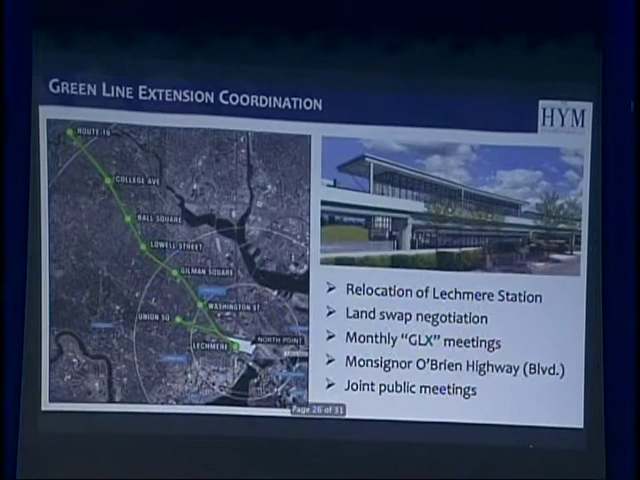 GREEN LINE EXTENSION COORDINATION
HYM
ROUTE 16
COLLEGE AVE
BALL SQUARE
LOWELL STREET
GILMAN SQUARE
WASHINGTON ST
UNION SQ
NORTH POINT
LECHMERE
➢ Relocation of Lechmere Station
➢ Land swap negotiation
➢ Monthly “GLX” meetings
➢ Monsignor O’Brien Highway (Blvd.)
➢ Joint public meetings
Page 26 of 31